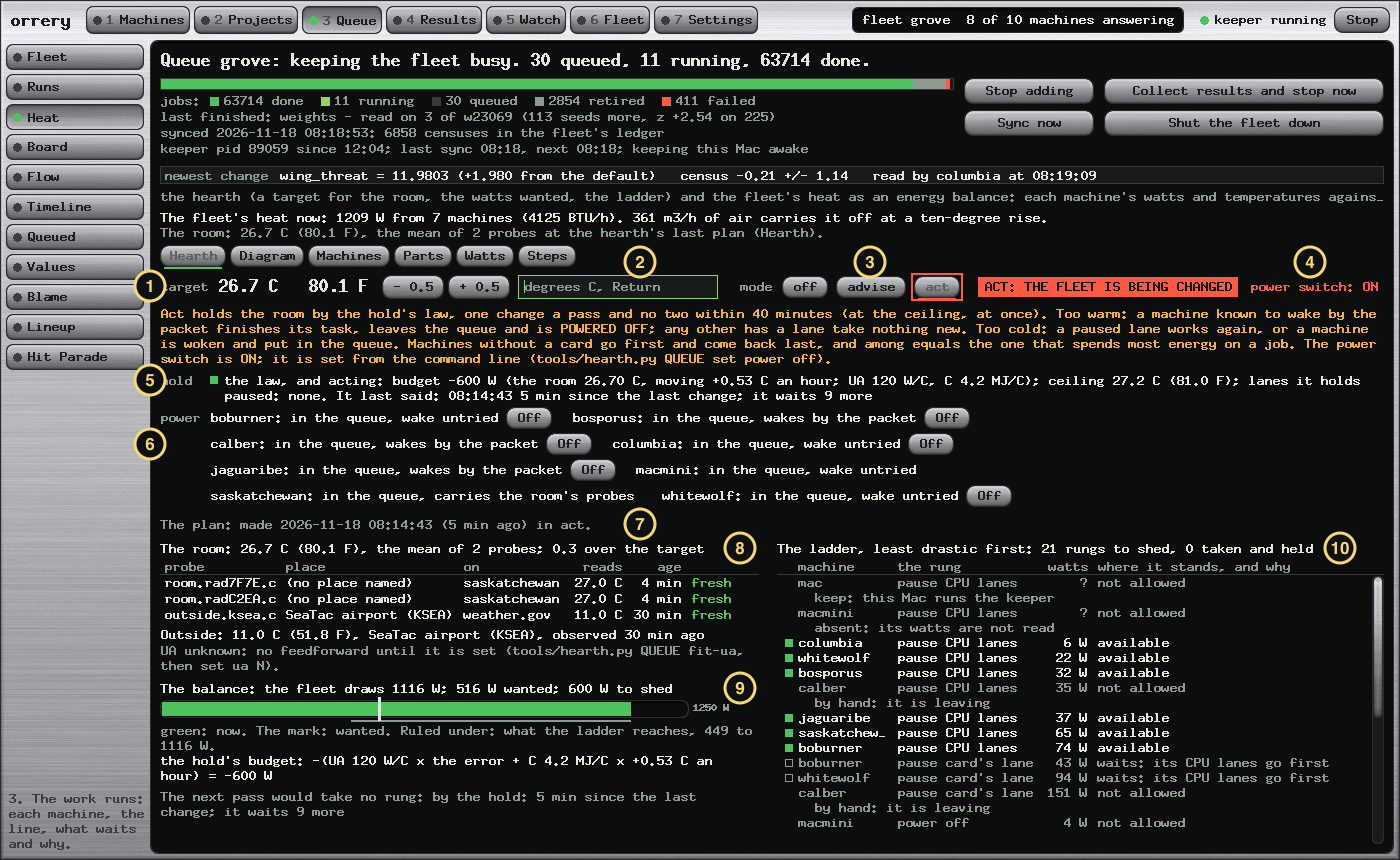 orrery
1 Machines
2 Projects
3 Queue
4 Results
5 Watch
6 Fleet
7 Settings
fleet grove 8 of 10 machines answering
keeper running
Stop
Fleet
Runs
Heat
Board
Flow
Timeline
Queued
Values
Blame
Lineup
Hit Parade
3. The work runs:
each machine, the
line, what waits
and why.
Queue grove: keeping the fleet busy. 30 queued, 11 running, 63714 done.
jobs: 63714 done 11 running 30 queued 2854 retired 411 failed
last finished: weights - read on 3 of w23069 (113 seeds more, z +2.54 on 225)
synced 2026-11-18 08:18:53: 6858 censuses in the fleet's ledger
keeper pid 89059 since 12:04; last sync 08:18, next 08:18; keeping this Mac awake
Stop adding
Collect results and stop now
Sync now
Shut the fleet down
newest change wing_threat = 11.9803 (+1.980 from the default) census -0.21 +/- 1.14 read by columbia at 08:19:09
the hearth (a target for the room, the watts wanted, the ladder) and the fleet's heat as an energy balance: each machine's watts and temperatures agains…
The fleet's heat now: 1209 W from 7 machines (4125 BTU/h). 361 m3/h of air carries it off at a ten-degree rise.
The room: 26.7 C (80.1 F), the mean of 2 probes at the hearth's last plan (Hearth).
Hearth
Diagram
Machines
Parts
Watts
Steps
1
2
3
4
target 26.7 C 80.1 F - 0.5 + 0.5 degrees C, Return mode off advise act ACT: THE FLEET IS BEING CHANGED power switch: ON
Act holds the room by the hold's law, one change a pass and no two within 40 minutes (at the ceiling, at once). Too warm: a machine known to wake by the
packet finishes its task, leaves the queue and is POWERED OFF; any other has a lane take nothing new. Too cold: a paused lane works again, or a machine
is woken and put in the queue. Machines without a card go first and come back last, and among equals the one that spends most energy on a job. The power
switch is ON; it is set from the command line (tools/hearth.py QUEUE set power off).
5
hold the law, and acting: budget -600 W (the room 26.70 C, moving +0.53 C an hour; UA 120 W/C, C 4.2 MJ/C); ceiling 27.2 C (81.0 F); lanes it holds
paused: none. It last said: 08:14:43 5 min since the last change; it waits 9 more
power boburner: in the queue, wake untried Off bosporus: in the queue, wakes by the packet Off
6
calber: in the queue, wakes by the packet Off columbia: in the queue, wake untried Off
jaguaribe: in the queue, wakes by the packet Off macmini: in the queue, wake untried
saskatchewan: in the queue, carries the room's probes whitewolf: in the queue, wake untried Off
The plan: made 2026-11-18 08:14:43 (5 min ago) in act.
7
The room: 26.7 C (80.1 F), the mean of 2 probes; 0.3 over the target
8
probe place on reads age
room.rad7F7E.c (no place named) saskatchewan 27.0 C 4 min fresh
room.radC2EA.c (no place named) saskatchewan 27.0 C 4 min fresh
outside.ksea.c SeaTac airport (KSEA) weather.gov 11.0 C 30 min fresh
Outside: 11.0 C (51.8 F), SeaTac airport (KSEA), observed 30 min ago
UA unknown: no feedforward until it is set (tools/hearth.py QUEUE fit-ua,
then set ua N).
The balance: the fleet draws 1116 W; 516 W wanted; 600 W to shed
9
1250 W
green: now. The mark: wanted. Ruled under: what the ladder reaches, 449 to
1116 W.
the hold's budget: -(UA 120 W/C x the error + C 4.2 MJ/C x +0.53 C an
hour) = -600 W
The next pass would take no rung: by the hold: 5 min since the last
change; it waits 9 more
The ladder, least drastic first: 21 rungs to shed, 0 taken and held
10
machine the rung watts where it stands, and why
mac pause CPU lanes ? not allowed
keep: this Mac runs the keeper
macmini pause CPU lanes ? not allowed
absent: its watts are not read
columbia pause CPU lanes 6 W available
whitewolf pause CPU lanes 22 W available
bosporus pause CPU lanes 32 W available
calber pause CPU lanes 35 W not allowed
by hand: it is leaving
jaguaribe pause CPU lanes 37 W available
saskatchew… pause CPU lanes 65 W available
boburner pause CPU lanes 74 W available
boburner pause card's lane 43 W waits: its CPU lanes go first
whitewolf pause card's lane 94 W waits: its CPU lanes go first
calber pause card's lane 151 W not allowed
by hand: it is leaving
macmini power off 4 W not allowed